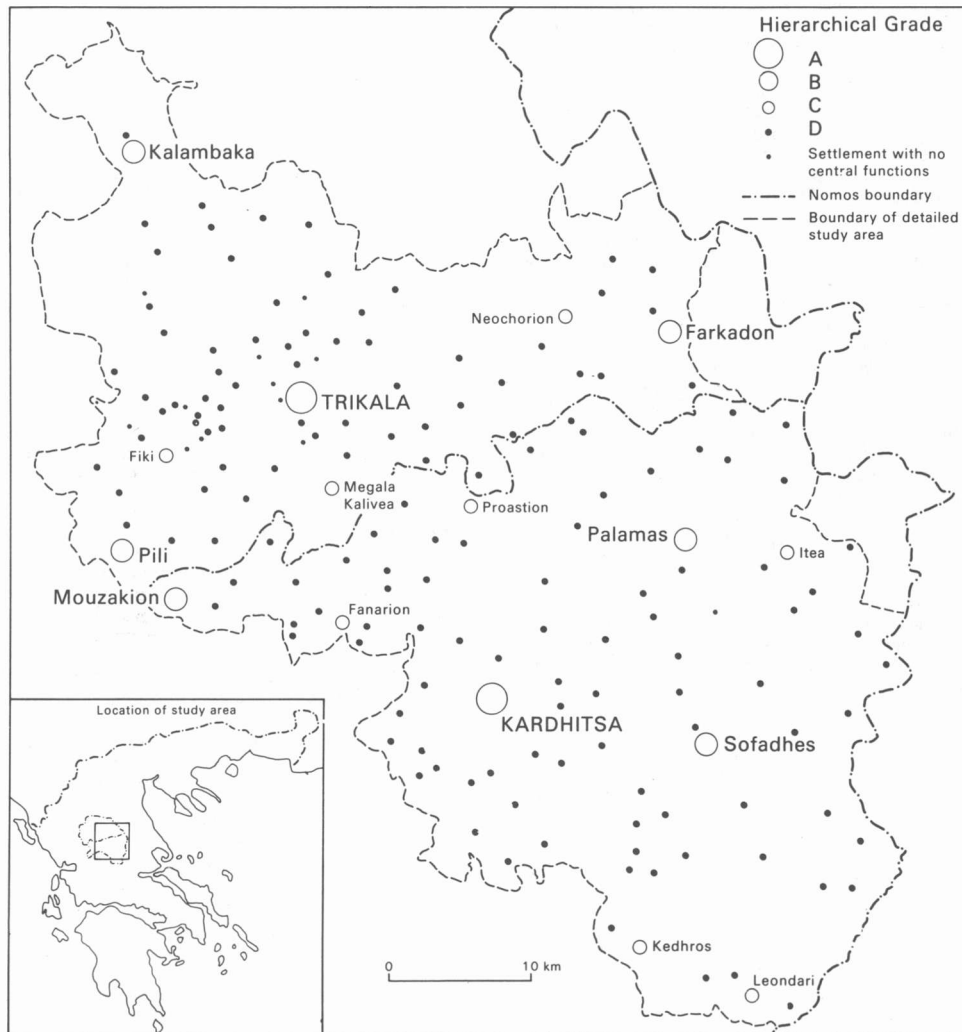 Hierarchical Grade
A
B
C
D
Settlement with no
central functions
Nomos boundary
Boundary of detailed
study area
Kalambaka
Neochorion
Farkadon
TRIKALA
Fiki
Megala
Kalivea
Proastion
Palamas
Itea
Pili
Mouzakion
Fanarion
KARDHITSA
Sofadhes
Location of study area
Kedhros
Leondari
0
10 km